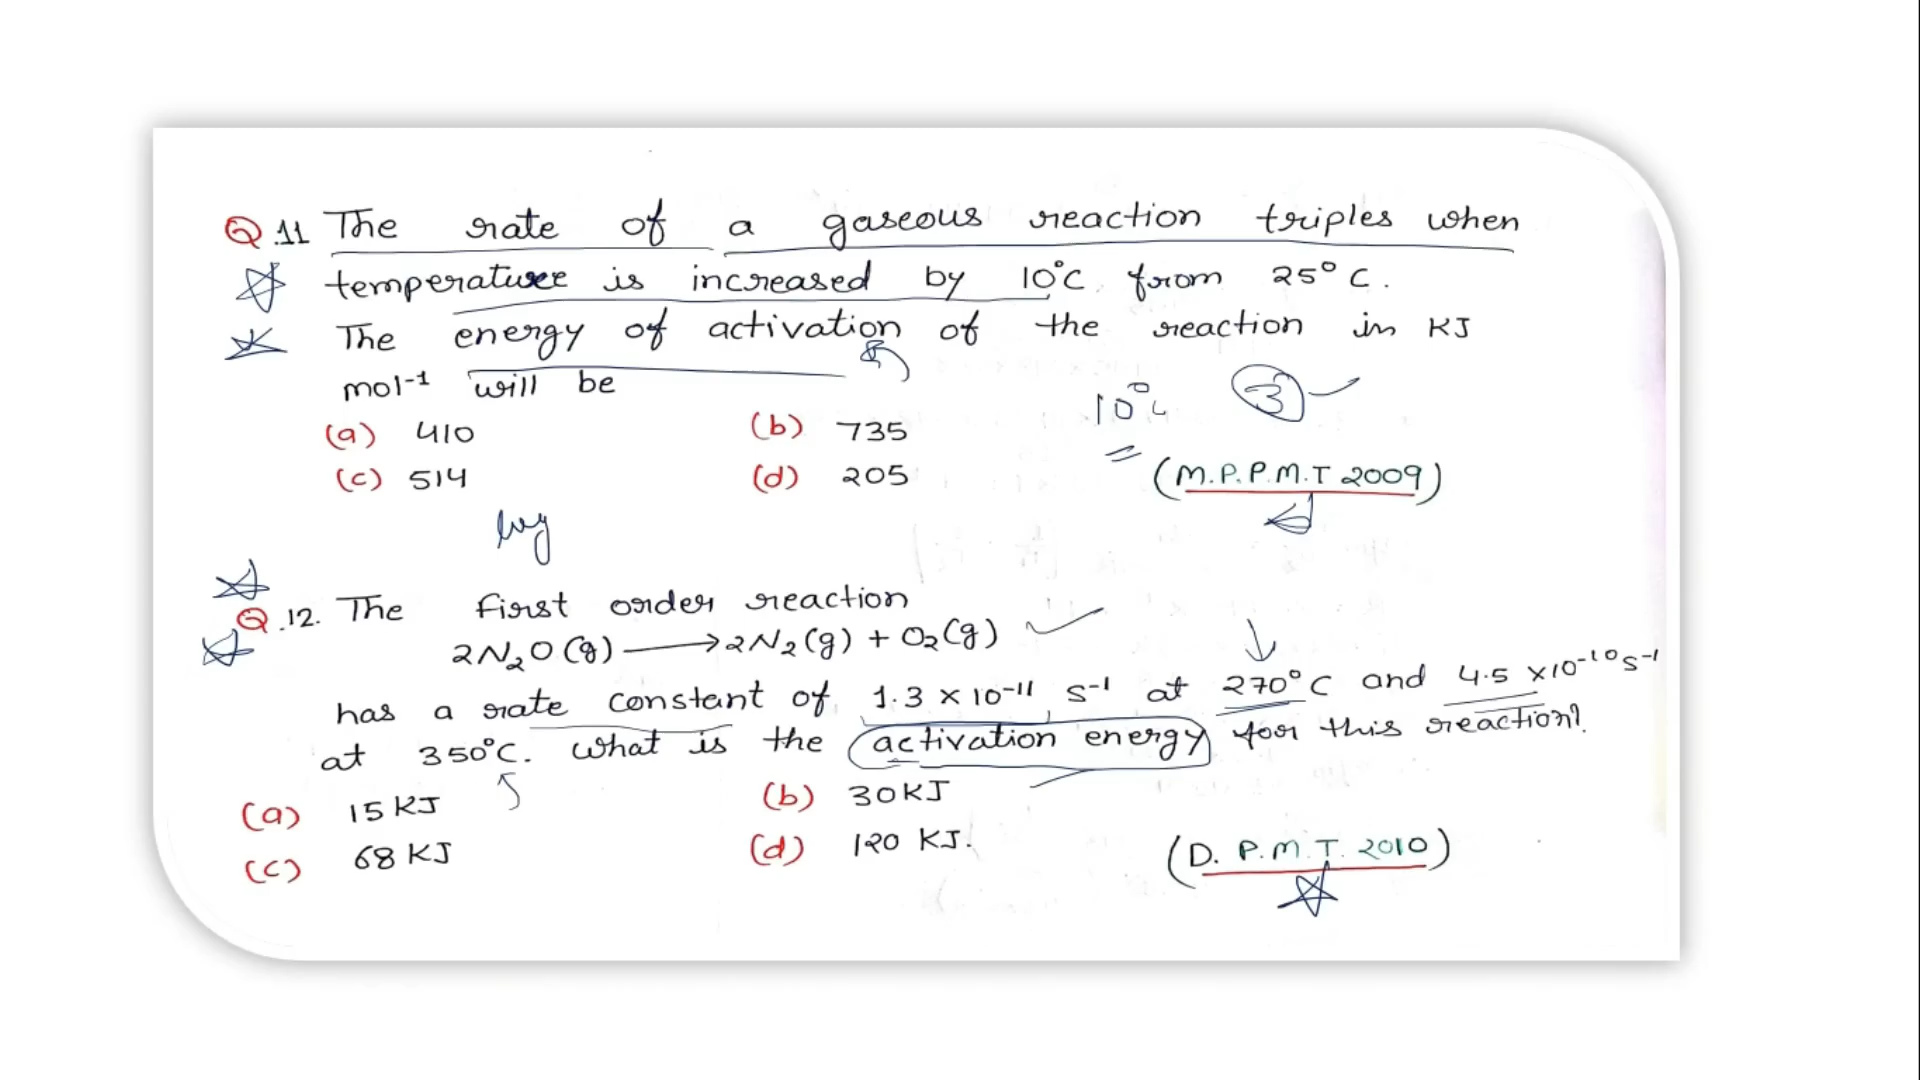 Q.11 The rate of a gaseous reaction triples when
temperature is increased by 10°C from 25°C.
The energy of activation of the reaction in KJ
mol-1 will be
10°C 3
(a) 410 (b) 735
(c) 514 (d) 205
(M.P.P.M.T 2009)
log
Q.12. The first order reaction
2N2O(g) → 2N2(g) + O2(g)
has a rate constant of 1.3 × 10-11 s-1 at 270°C and 4.5 ×10-10 s-1
at 350°C. what is the activation energy for this reaction?
(a) 15 KJ (b) 30KJ
(c) 68 KJ (d) 120 KJ.
(D. P.M.T. 2010)